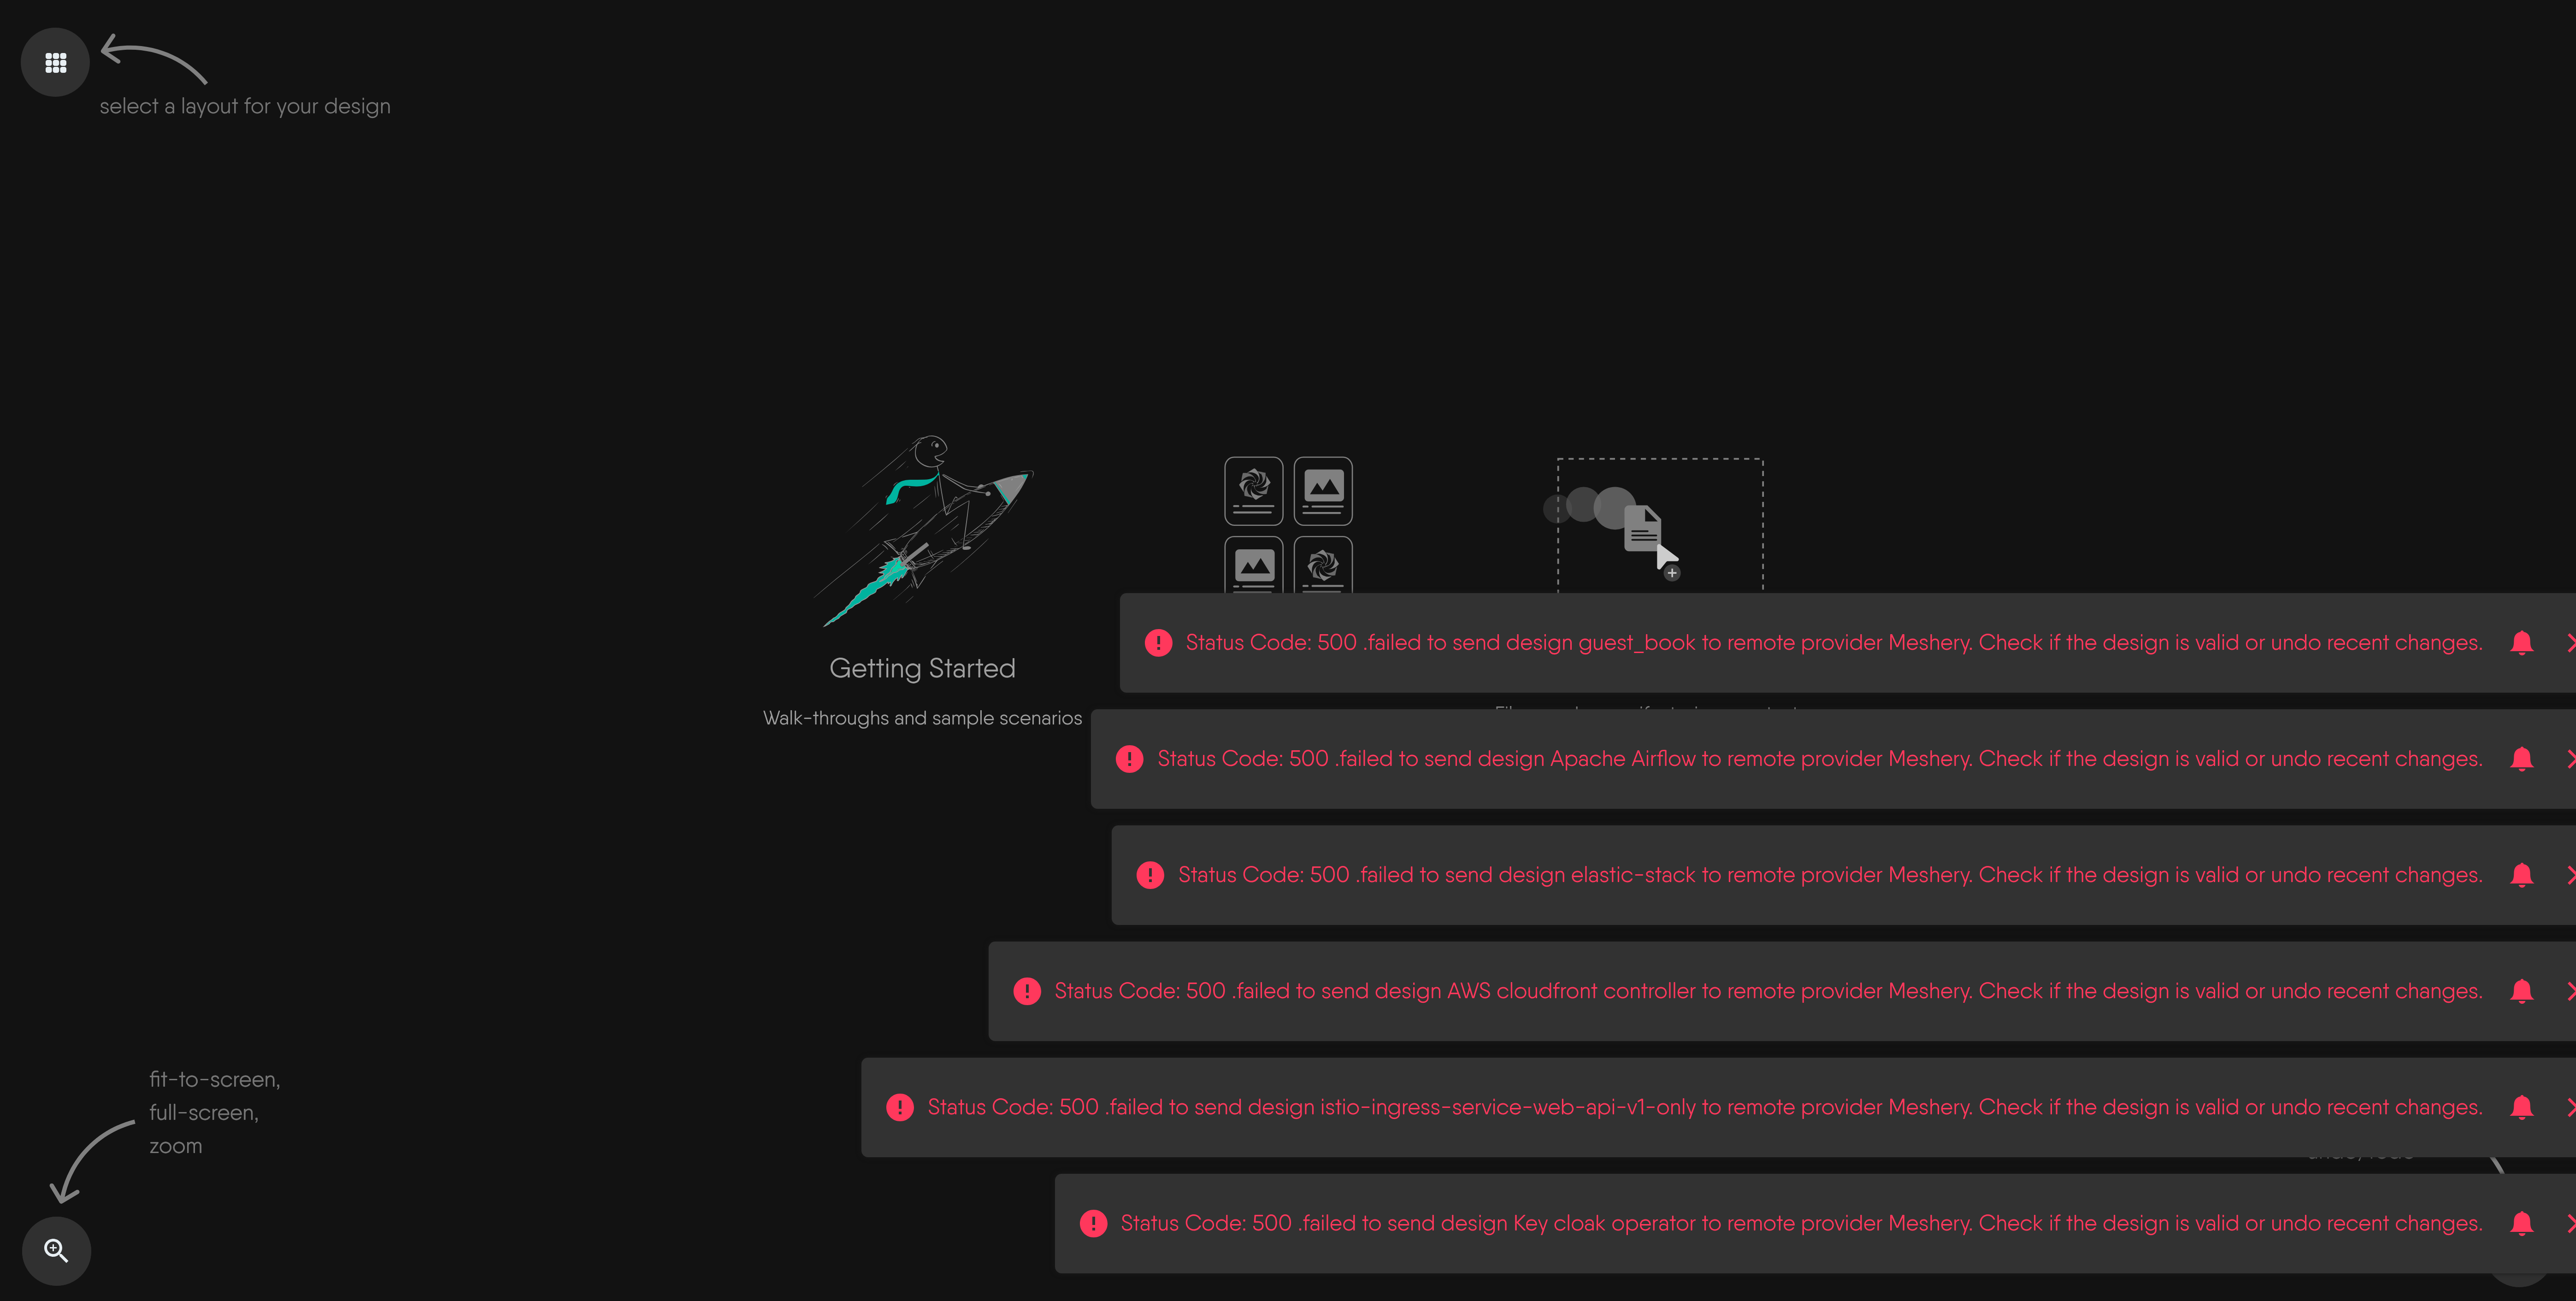 select a layout for your design
Getting Started
Walk-throughs and sample scenarios
Status Code: 500 .failed to send design guest_book to remote provider Meshery. Check if the design is valid or undo recent changes.
Status Code: 500 .failed to send design Apache Airflow to remote provider Meshery. Check if the design is valid or undo recent changes.
Status Code: 500 .failed to send design elastic-stack to remote provider Meshery. Check if the design is valid or undo recent changes.
Status Code: 500 .failed to send design AWS cloudfront controller to remote provider Meshery. Check if the design is valid or undo recent changes.
Status Code: 500 .failed to send design istio-ingress-service-web-api-v1-only to remote provider Meshery. Check if the design is valid or undo recent changes.
Status Code: 500 .failed to send design Key cloak operator to remote provider Meshery. Check if the design is valid or undo recent changes.
fit-to-screen,
full-screen,
zoom